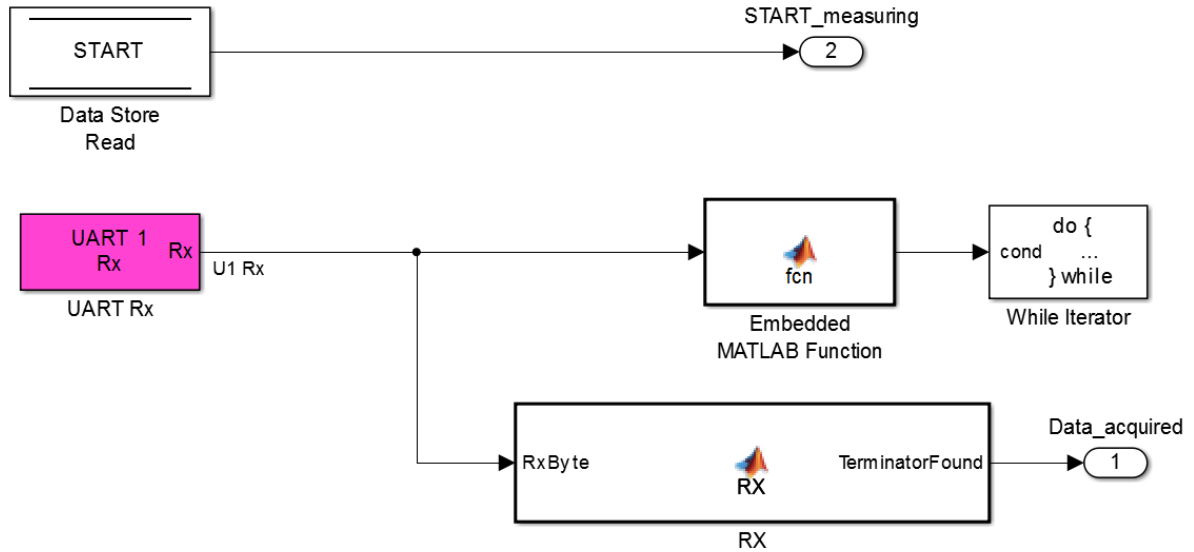 START_measuring
START
2
Data Store
Read
UART 1
Rx
Rx
U1 Rx
UART Rx
fcn
Embedded
MATLAB Function
do {
cond ...
} while
While Iterator
RxByte
RX
TerminatorFound
RX
Data_acquired
1